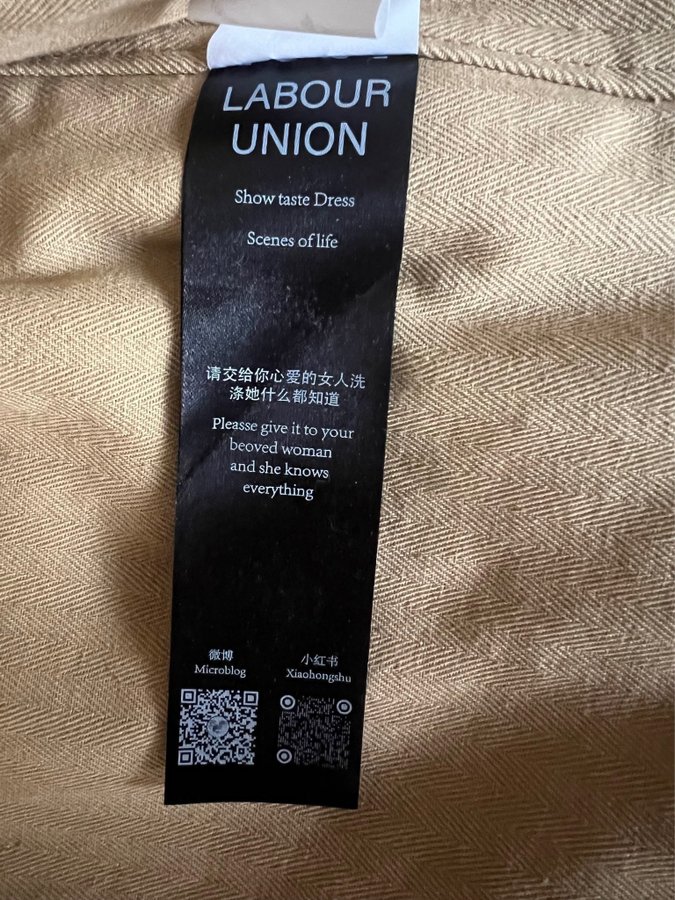 LABOUR
UNION
Show taste Dress
Scenes of life
请交给你心爱的女人洗
涤她什么都知道
Pleasse give it to your
beoved woman
and she knows
everything
微博
Microblog
小红书
Xiaohongshu